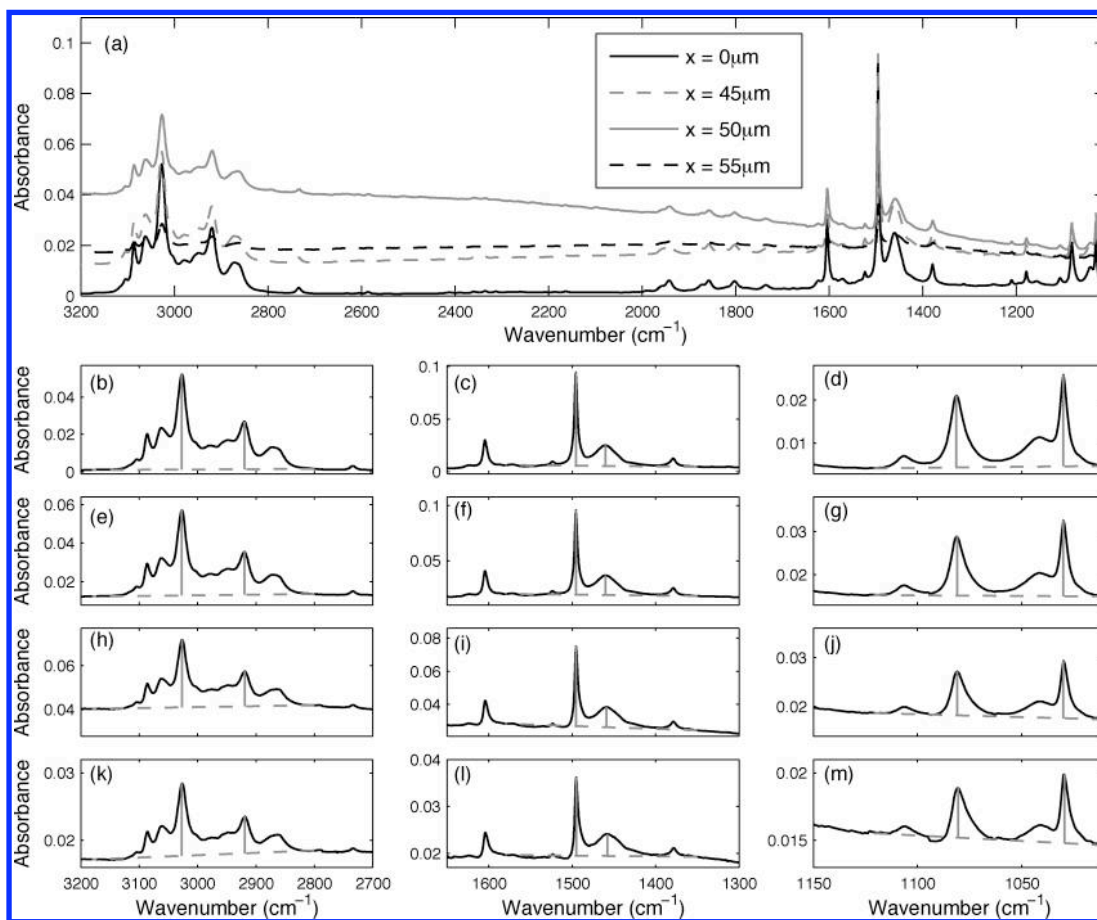 (a)
0.1
0.08
0.06
0.04
0.02
0
Absorbance
x = 0μm
x = 45μm
x = 50μm
x = 55μm
3200 3000 2800 2600 2400 2200 2000 1800 1600 1400 1200
Wavenumber (cm⁻¹)
(b)
0.04
0.02
0
Absorbance
(c)
0.1
0.05
0
(d)
0.02
0.01
(e)
0.06
0.04
0.02
Absorbance
(f)
0.1
0.05
(g)
0.03
0.02
(h)
0.06
0.04
Absorbance
(i)
0.08
0.06
0.04
(j)
0.03
0.02
(k)
0.03
0.02
Absorbance
3200 3100 3000 2900 2800 2700
Wavenumber (cm⁻¹)
(l)
0.04
0.03
0.02
1600 1500 1400 1300
Wavenumber (cm⁻¹)
(m)
0.02
0.015
1150 1100 1050
Wavenumber (cm⁻¹)